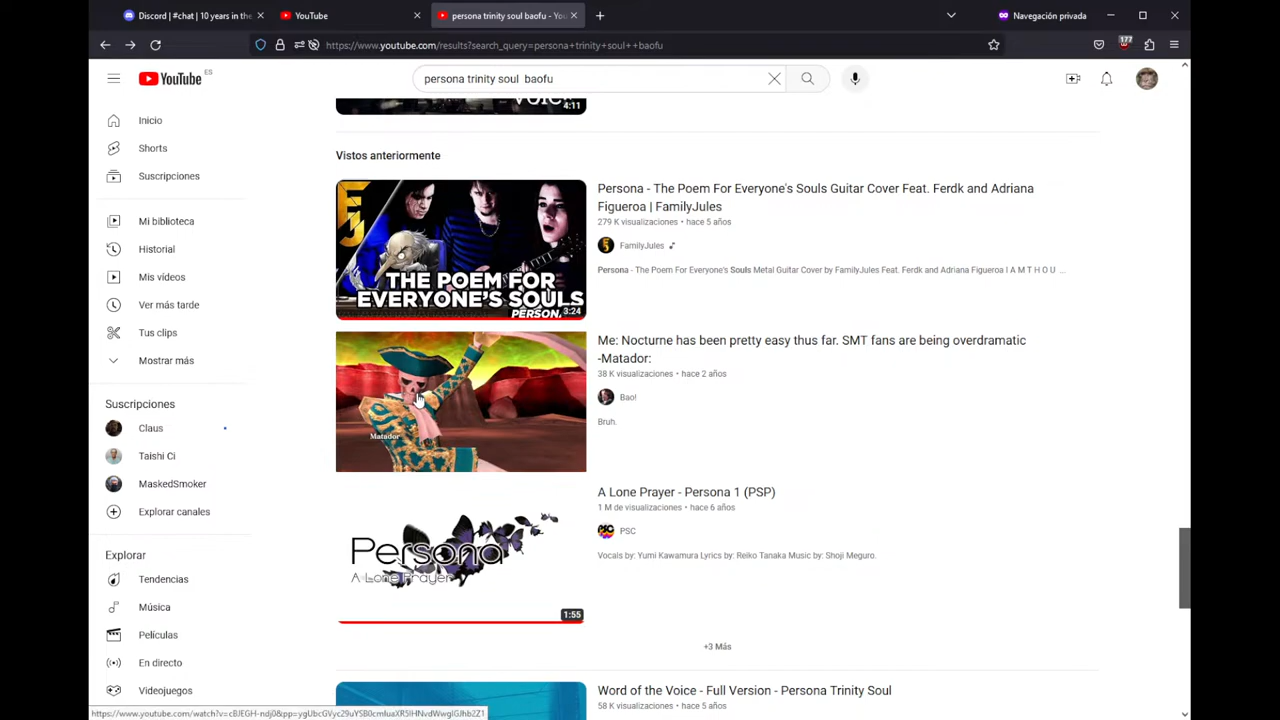 Discord | #chat | 10 years in the
YouTube
persona trinity soul baofu - You
Navegación privada
https://www.youtube.com/results?search_query=persona+trinity+soul++baofu
177
YouTube ES
persona trinity soul  baofu
Inicio
Shorts
Suscripciones
Mi biblioteca
Historial
Mis vídeos
Ver más tarde
Tus clips
Mostrar más
Suscripciones
Claus
Taishi Ci
MaskedSmoker
Explorar canales
Explorar
Tendencias
Música
Películas
En directo
Videojuegos
VOICE
4:11
Vistos anteriormente
THE POEM FOR
EVERYONE'S SOULS
PERSONA
3:24
Persona - The Poem For Everyone's Souls Guitar Cover Feat. Ferdk and Adriana
Figueroa | FamilyJules
279 K visualizaciones • hace 5 años
FamilyJules
Persona - The Poem For Everyone's Souls Metal Guitar Cover by FamilyJules Feat. Ferdk and Adriana Figueroa I A M T H O U ...
Matador
Me: Nocturne has been pretty easy thus far. SMT fans are being overdramatic
-Matador:
38 K visualizaciones • hace 2 años
Bao!
Bruh.
Persona
A Lone Prayer
1:55
A Lone Prayer - Persona 1 (PSP)
1 M de visualizaciones • hace 6 años
PSC
Vocals by: Yumi Kawamura Lyrics by: Reiko Tanaka Music by: Shoji Meguro.
+3 Más
Word of the Voice - Full Version - Persona Trinity Soul
58 K visualizaciones • hace 5 años